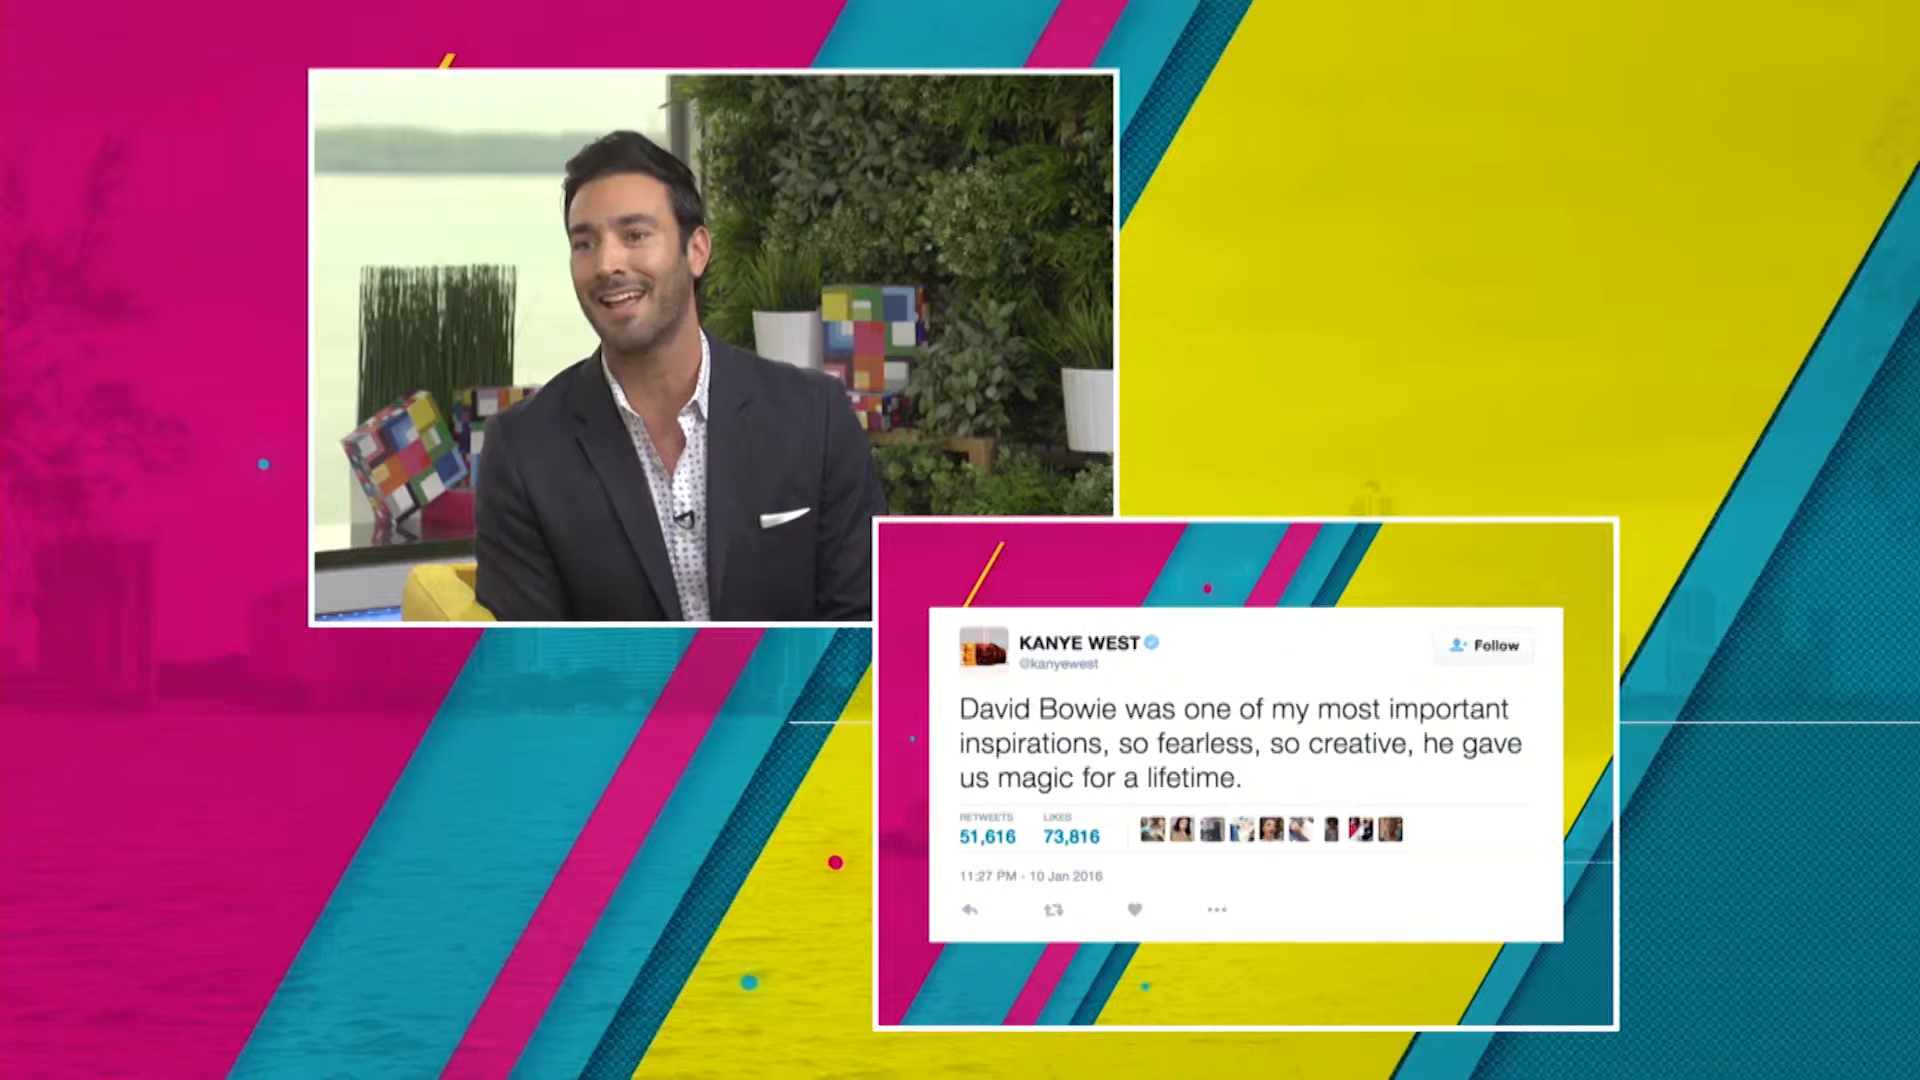 KANYE WEST
@kanyewest
Follow
David Bowie was one of my most important
inspirations, so fearless, so creative, he gave
us magic for a lifetime.
RETWEETS LIKES
51,616 73,816
11:27 PM - 10 Jan 2016